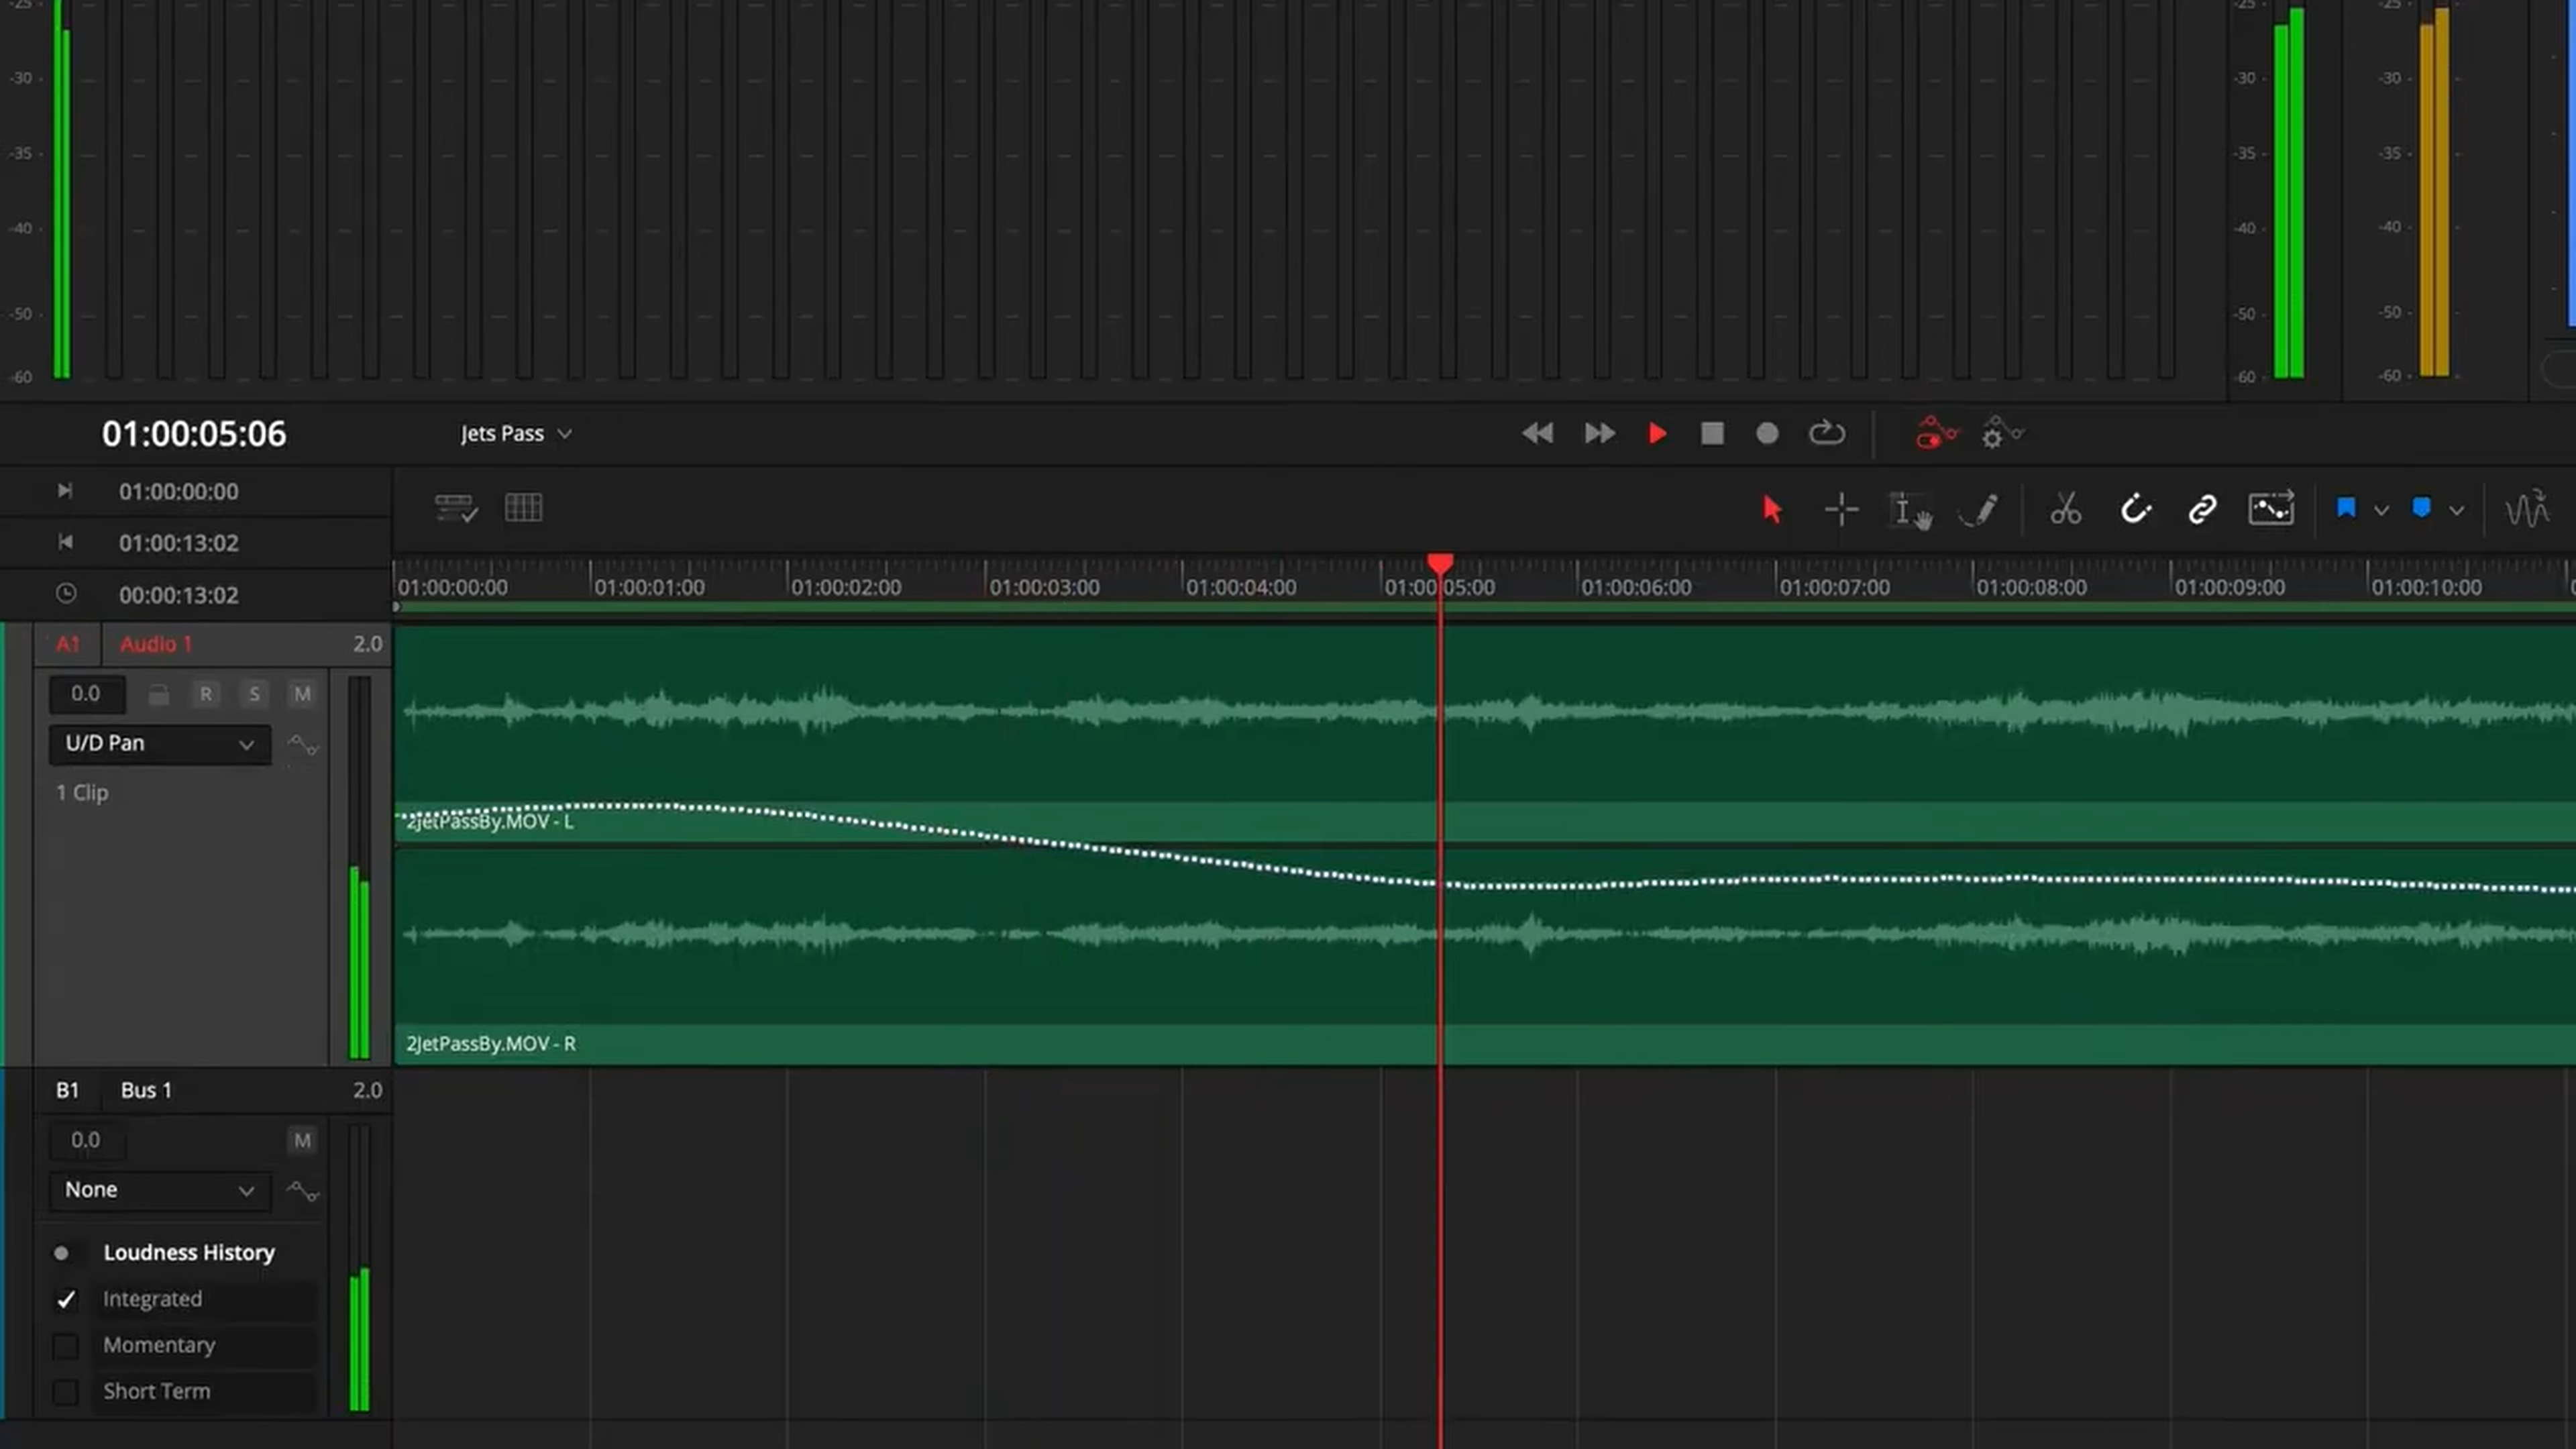 -25 -25 -25
-30 -30 -30
-35 -35 -35
-40 -40 -40
-50 -50 -50
-60 -60 -60
01:00:05:06 Jets Pass
01:00:00:00
01:00:13:02
00:00:13:02
01:00:00:00 01:00:01:00 01:00:02:00 01:00:03:00 01:00:04:00 01:00:05:00 01:00:06:00 01:00:07:00 01:00:08:00 01:00:09:00 01:00:10:00
A1 Audio 1 2.0
0.0 R S M
U/D Pan
1 Clip
2JetPassBy.MOV - L
2JetPassBy.MOV - R
B1 Bus 1 2.0
0.0 M
None
Loudness History
Integrated
Momentary
Short Term